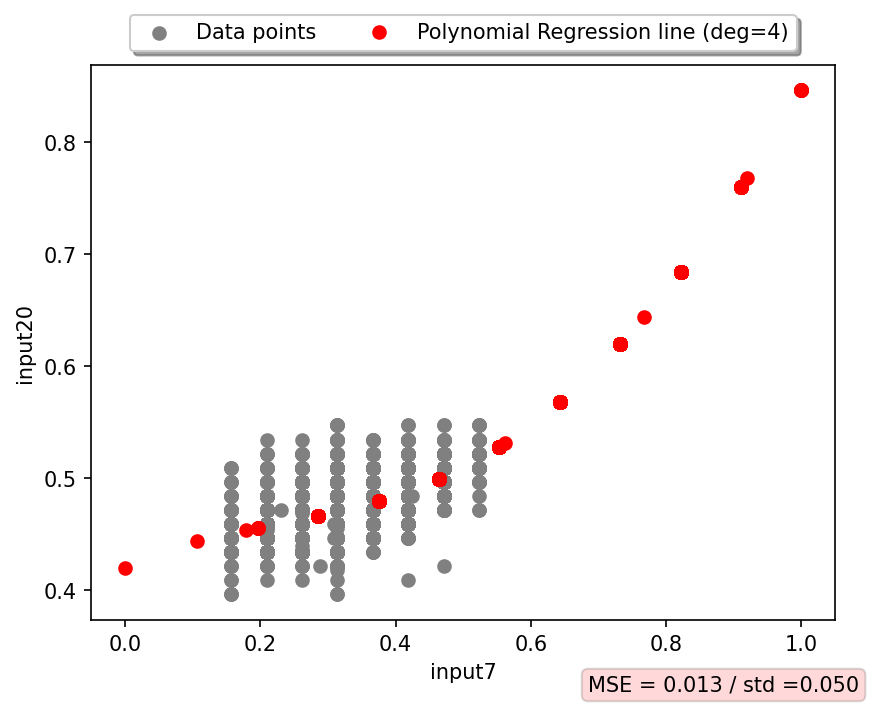 Data points Polynomial Regression line (deg=4)
0.8
0.7
0.6
0.5
0.4
input20
0.0 0.2 0.4 0.6 0.8 1.0
input7
MSE = 0.013 / std =0.050